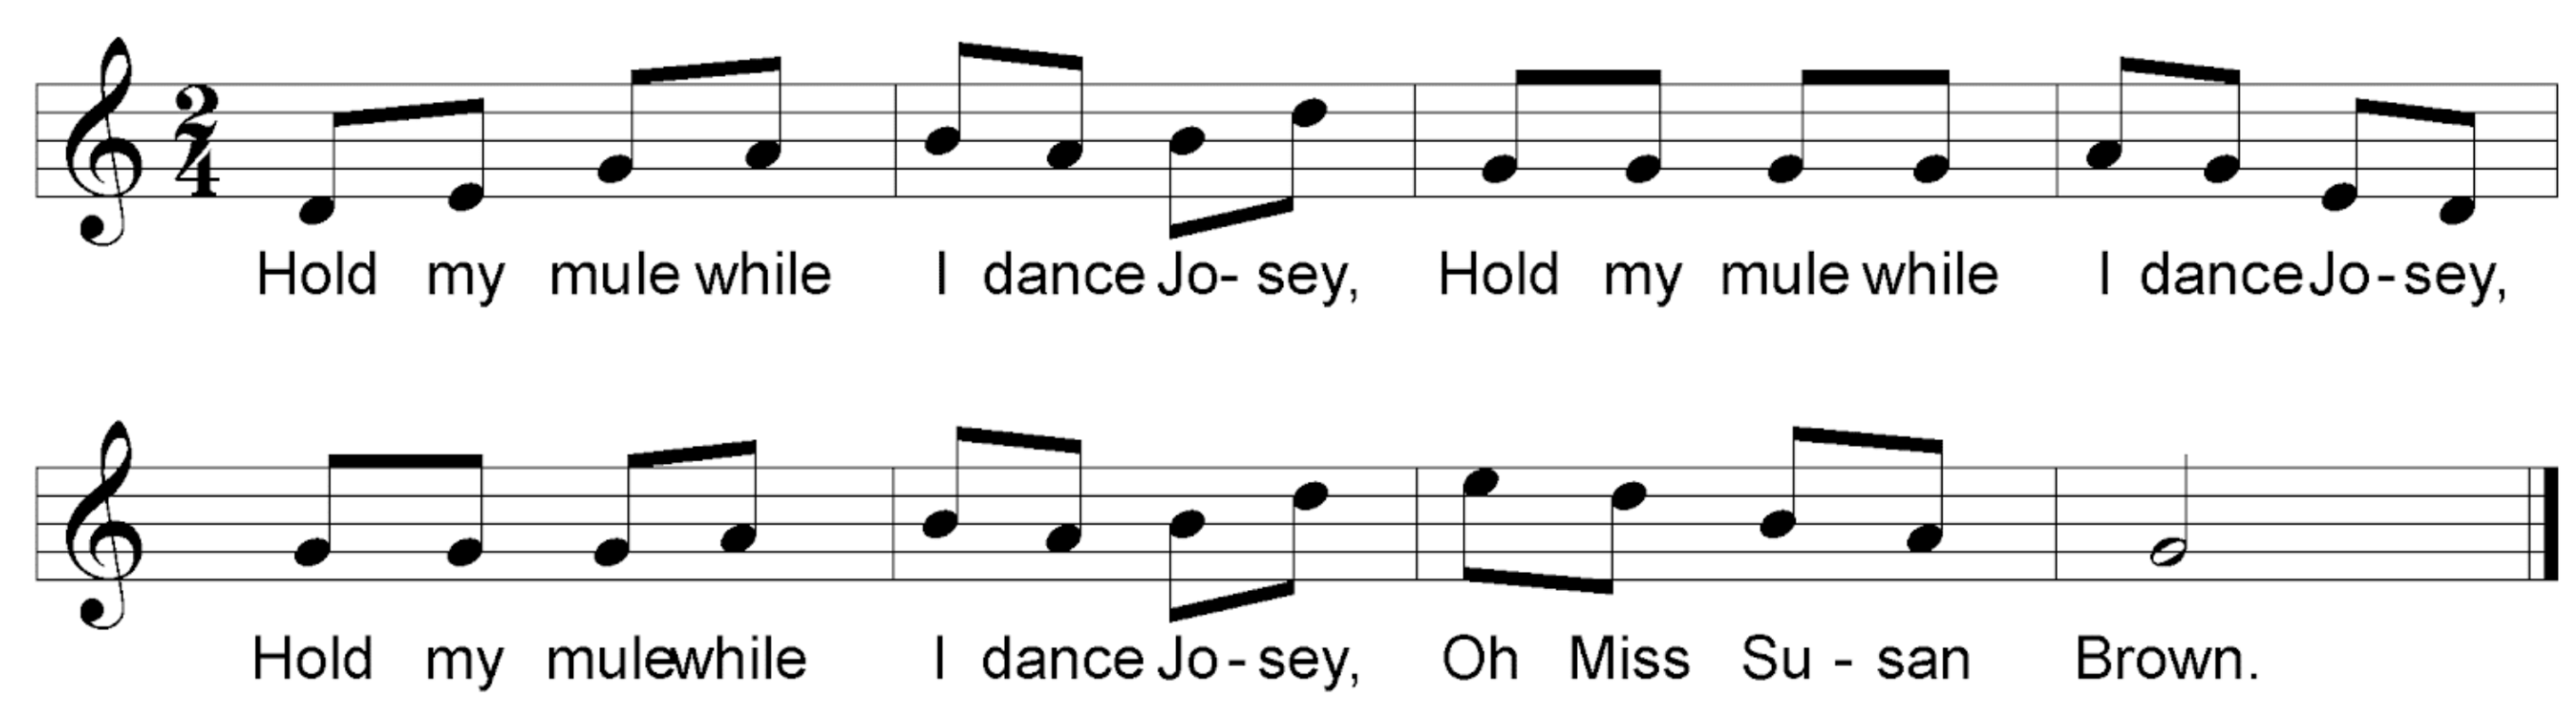 2
4
Hold my mule while I dance Jo- sey, Hold my mule while I dance Jo-sey,
Hold my mulewhile I dance Jo-sey, Oh Miss Su - san Brown.